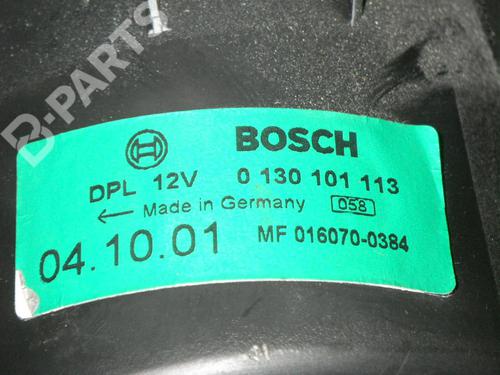 B-PARTS
BOSCH
DPL 12V 0 130 101 113
Made in Germany 058
04.10.01 MF 016070-0384